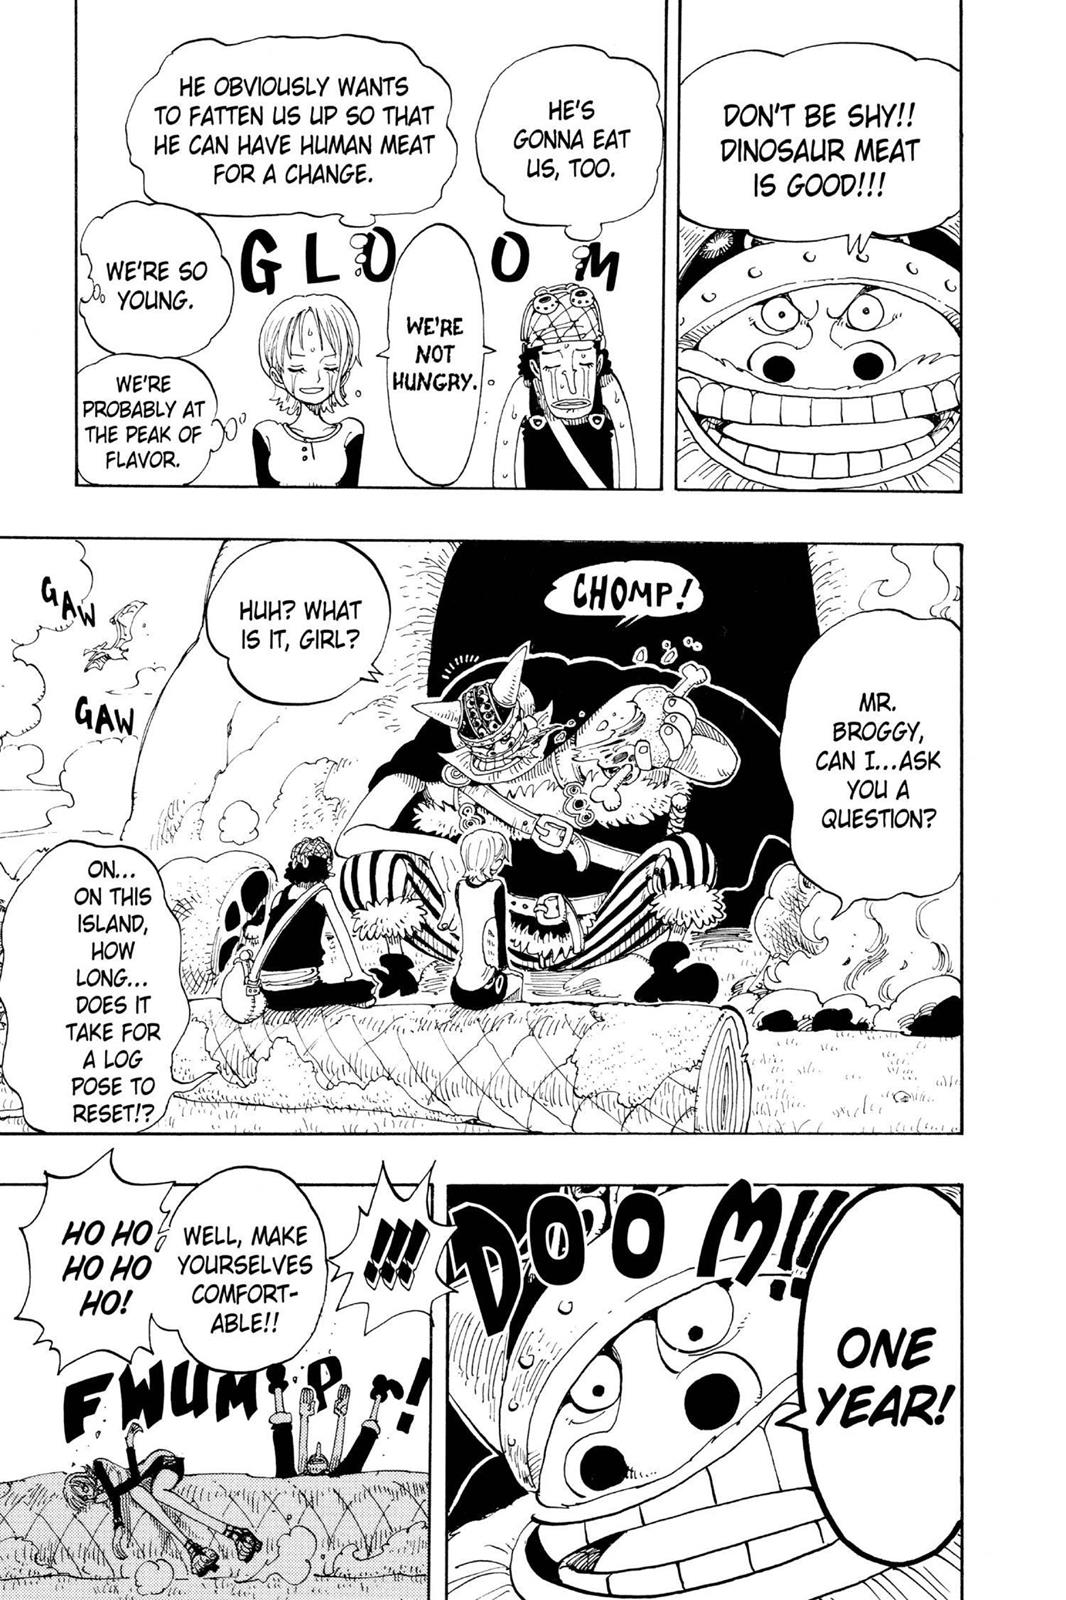 DON'T BE SHY!!
DINOSAUR MEAT
IS GOOD!!!
HE'S
GONNA EAT
US, TOO.
HE OBVIOUSLY WANTS
TO FATTEN US UP SO THAT
HE CAN HAVE HUMAN MEAT
FOR A CHANGE.
GLOOM
WE'RE
NOT
HUNGRY.
WE'RE SO
YOUNG.
WE'RE
PROBABLY AT
THE PEAK OF
FLAVOR.
CHOMP!
MR.
BROGGY,
CAN I...ASK
YOU A
QUESTION?
HUH? WHAT
IS IT, GIRL?
GAW
GAW
ON...
ON THIS
ISLAND,
HOW
LONG...
DOES IT
TAKE FOR
A LOG
POSE TO
RESET!?
DOOM!!
ONE
YEAR!
!!!
WELL, MAKE
YOURSELVES
COMFORT-
ABLE!!
HO HO
HO HO
HO!
FWUMP!